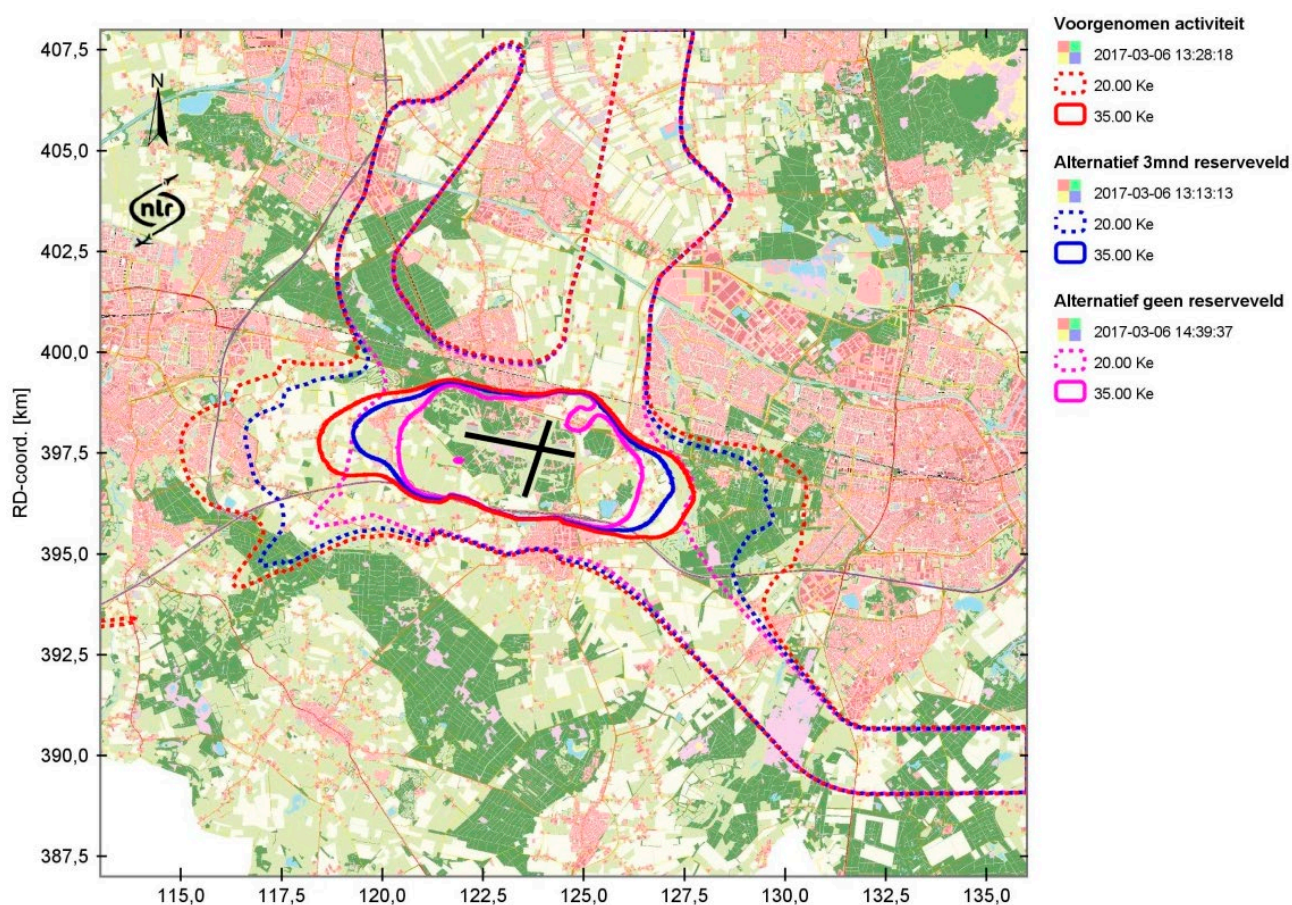 407,5
405,0
402,5
400,0
397,5
395,0
392,5
390,0
387,5
RD-coord. [km]
N
nlr
115,0
117,5
120,0
122,5
125,0
127,5
130,0
132,5
135,0
Voorgenomen activiteit
2017-03-06 13:28:18
20.00 Ke
35.00 Ke
Alternatief 3mnd reserveveld
2017-03-06 13:13:13
20.00 Ke
35.00 Ke
Alternatief geen reserveveld
2017-03-06 14:39:37
20.00 Ke
35.00 Ke